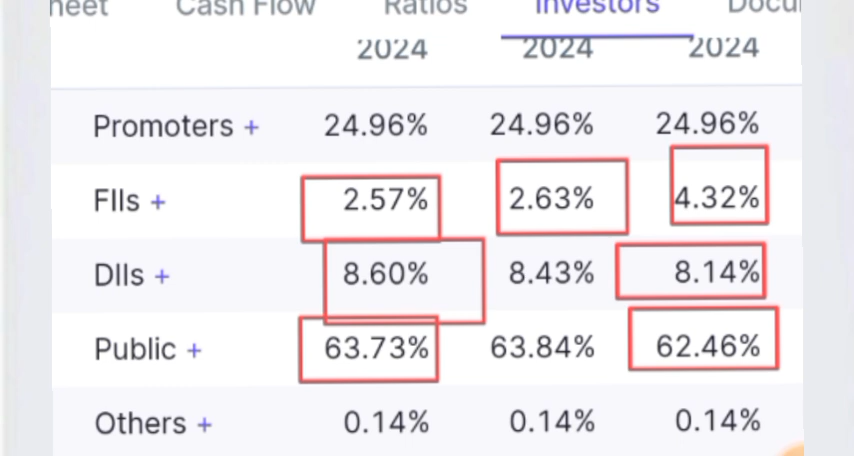 Cash Flow Ratios Investors
2024 2024 2024
Promoters + 24.96% 24.96% 24.96%
FIIs + 2.57% 2.63% 4.32%
DIIs + 8.60% 8.43% 8.14%
Public + 63.73% 63.84% 62.46%
Others + 0.14% 0.14% 0.14%